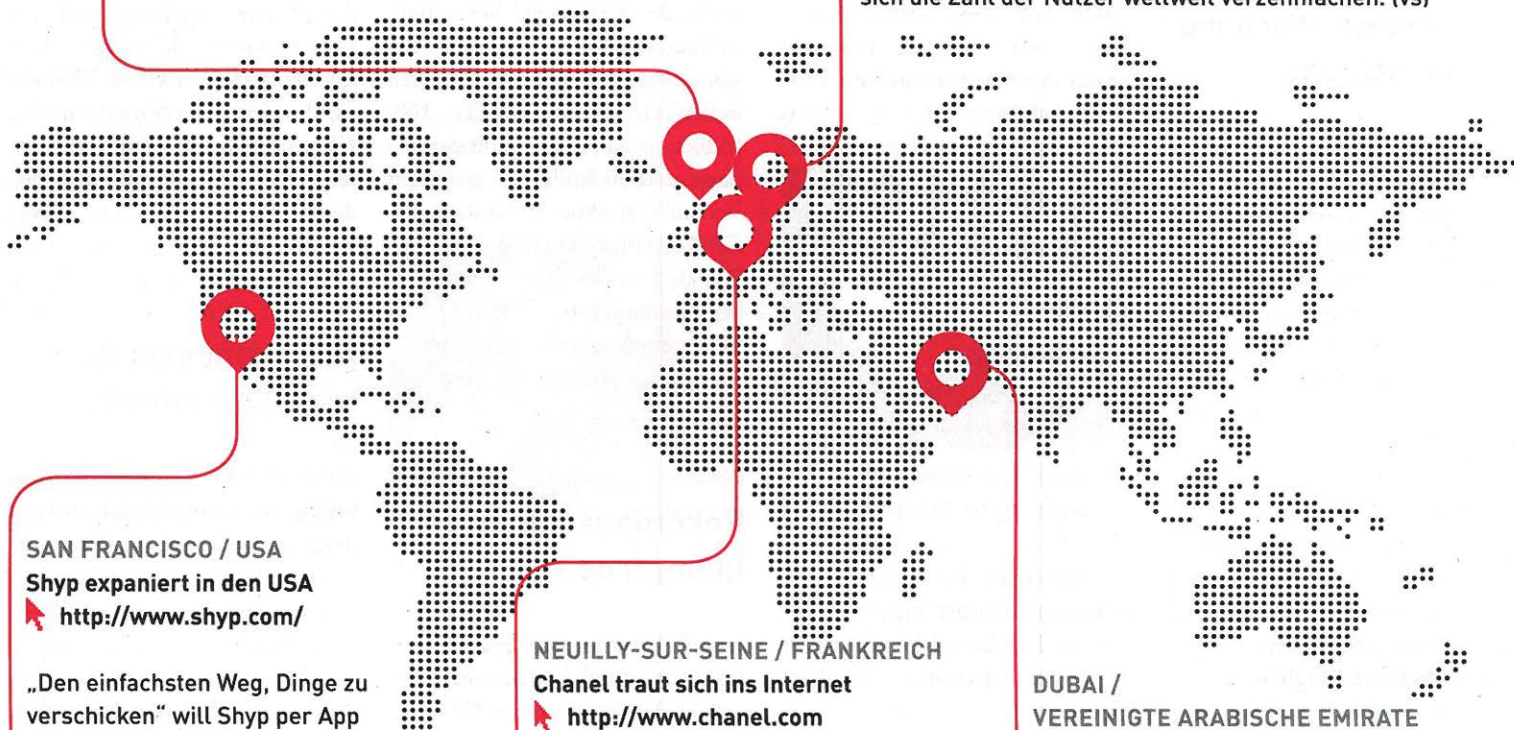 sich die Zahl der Nutzer weltweit verzehnfachen. (vs)
SAN FRANCISCO / USA
Shyp expaniert in den USA
http://www.shyp.com/
„Den einfachsten Weg, Dinge zu
verschicken“ will Shyp per App
NEUILLY-SUR-SEINE / FRANKREICH
Chanel traut sich ins Internet
http://www.chanel.com
DUBAI /
VEREINIGTE ARABISCHE EMIRATE